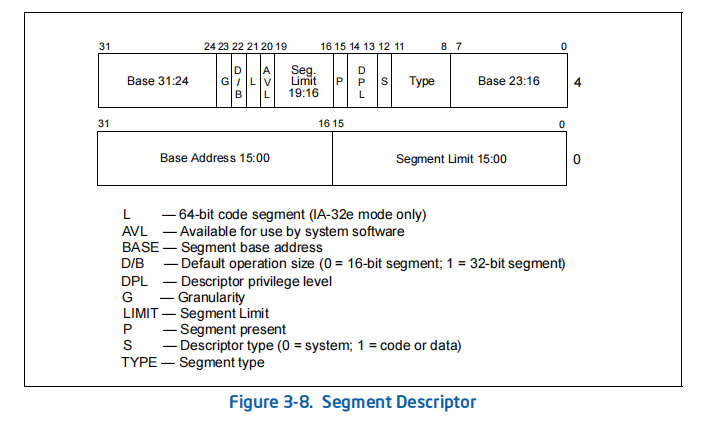 31 24 23 22 21 20 19 16 15 14 13 12 11 8 7 0
Base 31:24 G D/B L AVL Seg. Limit 19:16 P DPL S Type Base 23:16 4
31 16 15 0
Base Address 15:00 Segment Limit 15:00 0
L — 64-bit code segment (IA-32e mode only)
AVL — Available for use by system software
BASE — Segment base address
D/B — Default operation size (0 = 16-bit segment; 1 = 32-bit segment)
DPL — Descriptor privilege level
G — Granularity
LIMIT — Segment Limit
P — Segment present
S — Descriptor type (0 = system; 1 = code or data)
TYPE — Segment type
Figure 3-8. Segment Descriptor